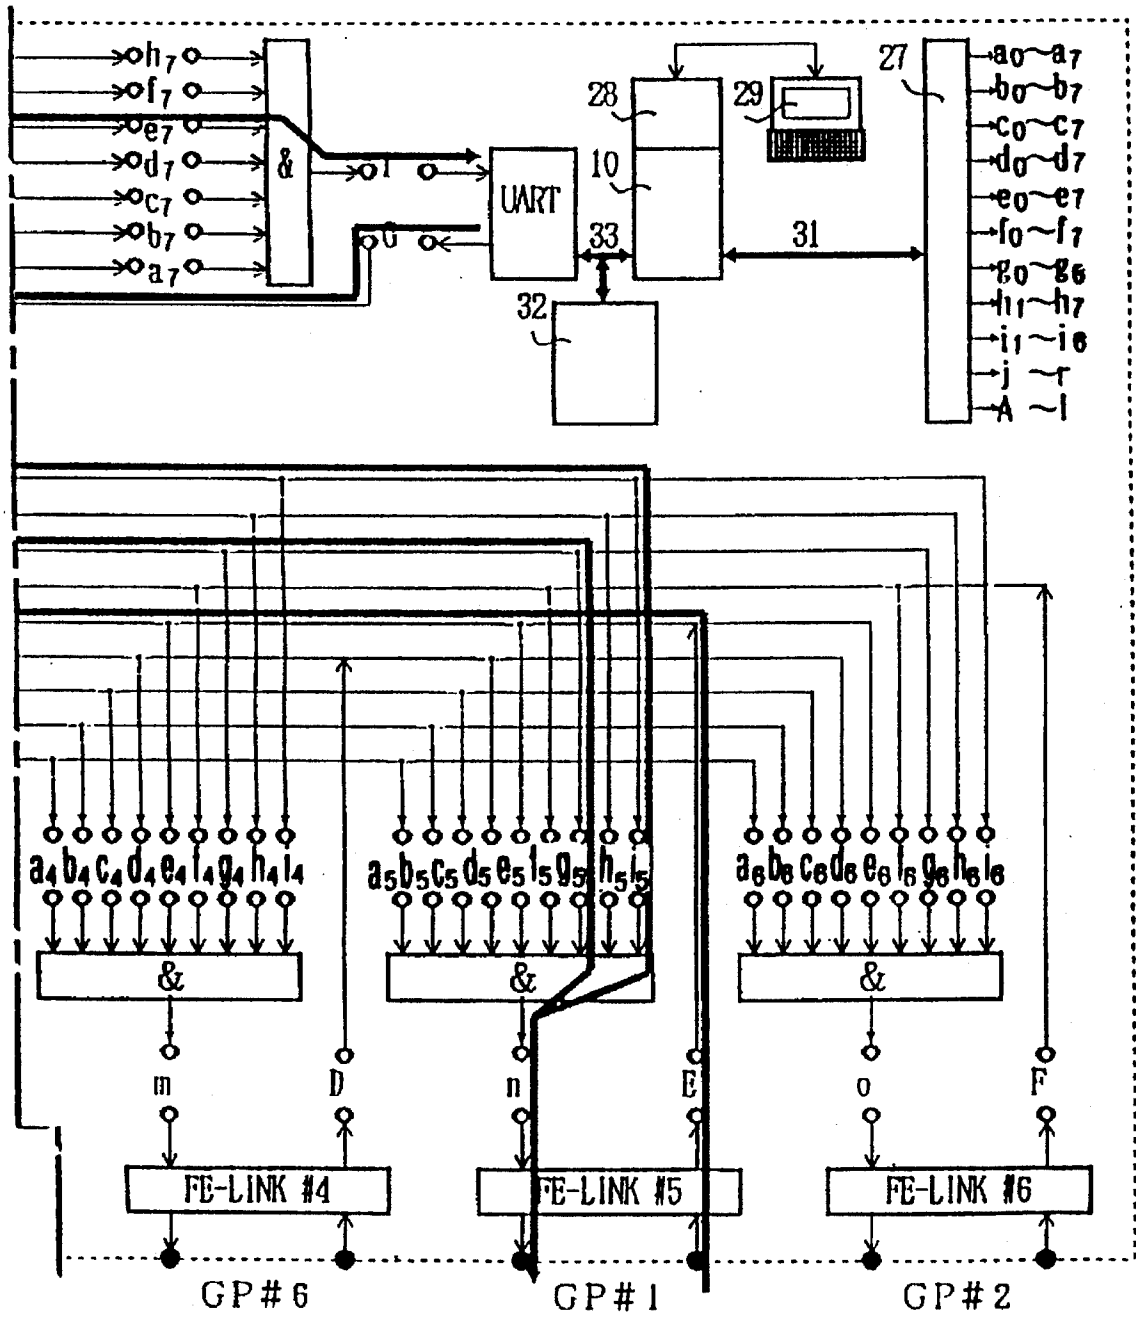 h7
f7
e7
d7
c7
b7
a7
&
UART
28
10
29
27
33
31
32
a0~a7
b0~b7
c0~c7
d0~d7
e0~e7
f0~f7
g0~g6
h1~h7
i1~i6
j~r
A~I
a4 b4 c4 d4 e4 f4 g4 h4 i4
a5 b5 c5 d5 e5 f5 g5 h5 i5
a6 b6 c6 d6 e6 f6 g6 h6 i6
&
&
&
m
D
n
E
o
F
FE-LINK #4
FE-LINK #5
FE-LINK #6
GP#6
GP#1
GP#2